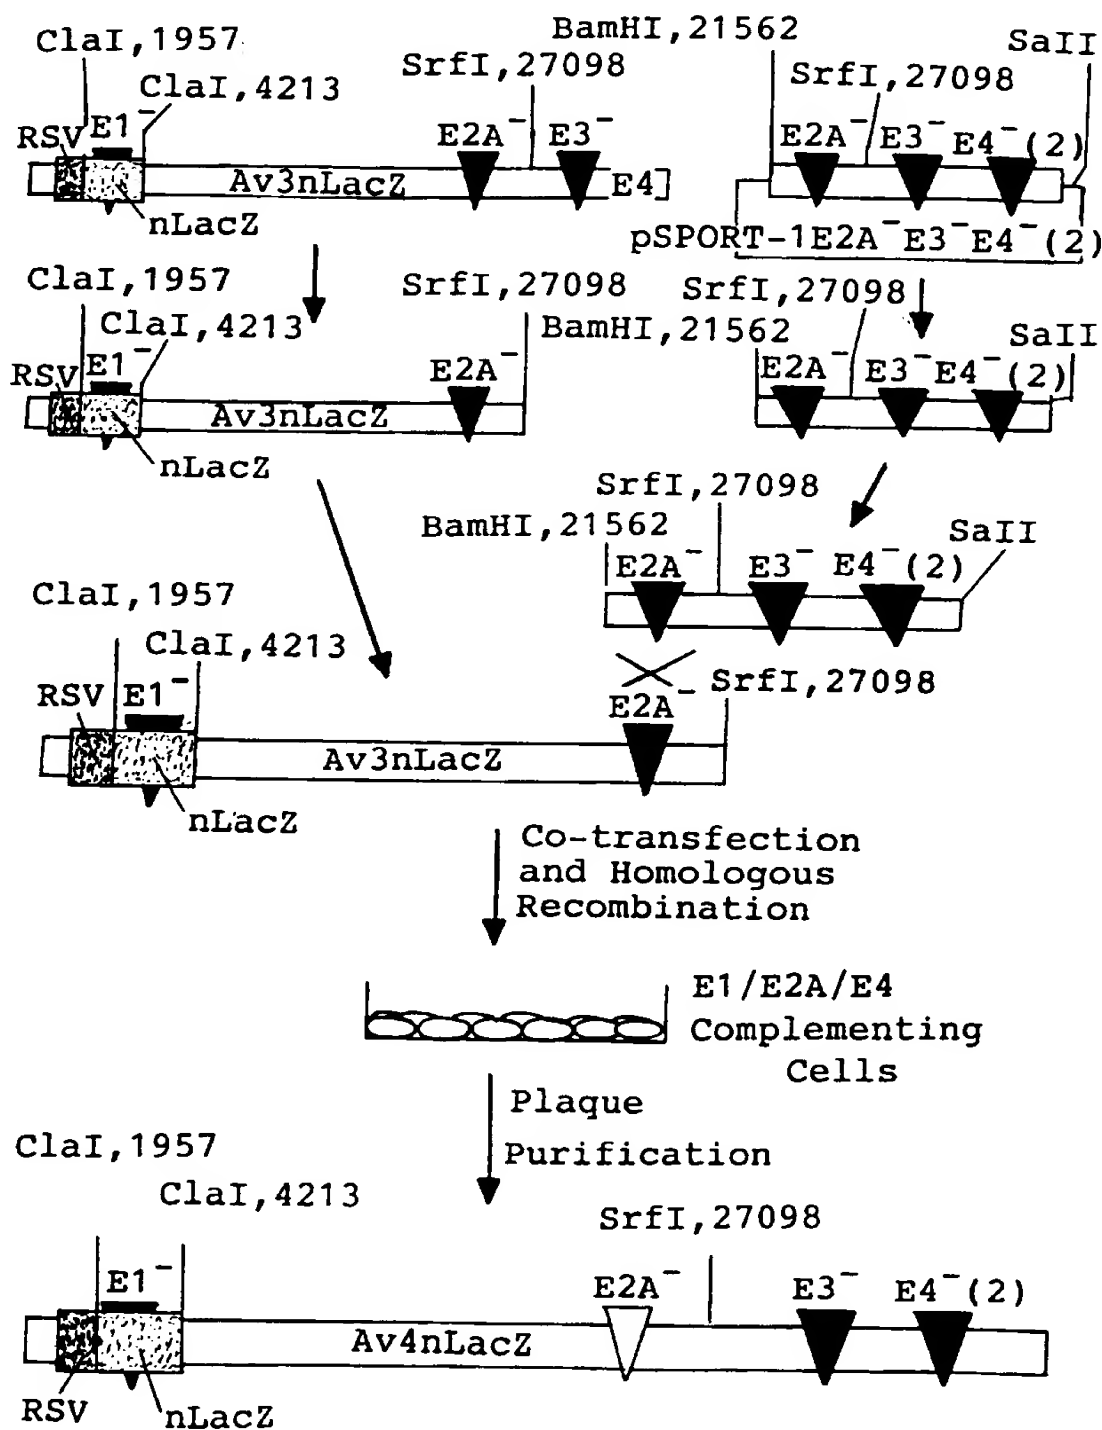 BamHI,21562
ClaI,1957
SaII
SrfI,27098
SrfI,27098
ClaI,4213
RSV
E1⁻
E2A⁻
E3⁻
E2A⁻
E3⁻
E4⁻(2)
Av3nLacZ
E4
nLacZ
pSPORT-1E2A⁻E3⁻E4⁻(2)
ClaI,1957
SrfI,27098
SrfI,27098
ClaI,4213
BamHI,21562
SaII
RSV
E1⁻
E2A⁻
E2A⁻
E3⁻
E4⁻(2)
Av3nLacZ
nLacZ
SrfI,27098
BamHI,21562
SaII
E2A⁻
E3⁻
E4⁻(2)
ClaI,1957
ClaI,4213
RSV
E1⁻
SrfI,27098
E2A⁻
Av3nLacZ
nLacZ
Co-transfection
and Homologous
Recombination
E1/E2A/E4
Complementing
Cells
Plaque
Purification
ClaI,1957
ClaI,4213
SrfI,27098
E1⁻
E2A⁻
E3⁻
E4⁻(2)
Av4nLacZ
RSV
nLacZ